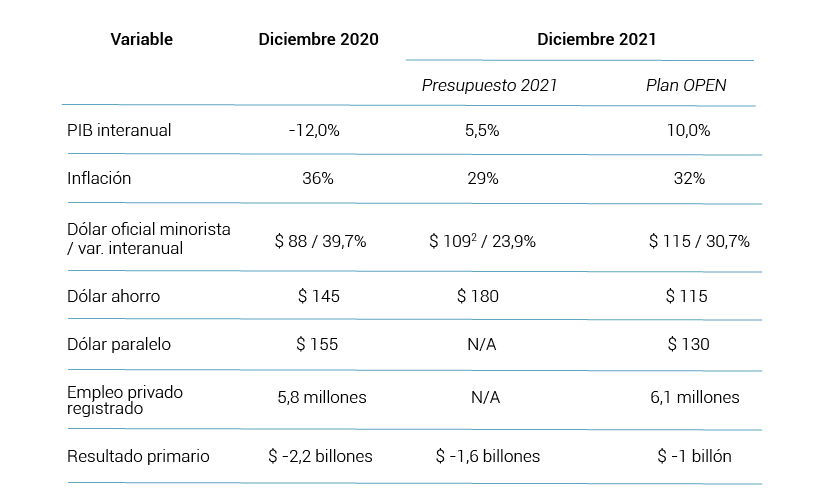 Variable Diciembre 2020 Diciembre 2021
Presupuesto 2021 Plan OPEN
PIB interanual -12,0% 5,5% 10,0%
Inflación 36% 29% 32%
Dólar oficial minorista
/ var. interanual $ 88 / 39,7% $ 109² / 23,9% $ 115 / 30,7%
Dólar ahorro $ 145 $ 180 $ 115
Dólar paralelo $ 155 N/A $ 130
Empleo privado
registrado 5,8 millones N/A 6,1 millones
Resultado primario $ -2,2 billones $ -1,6 billones $ -1 billón